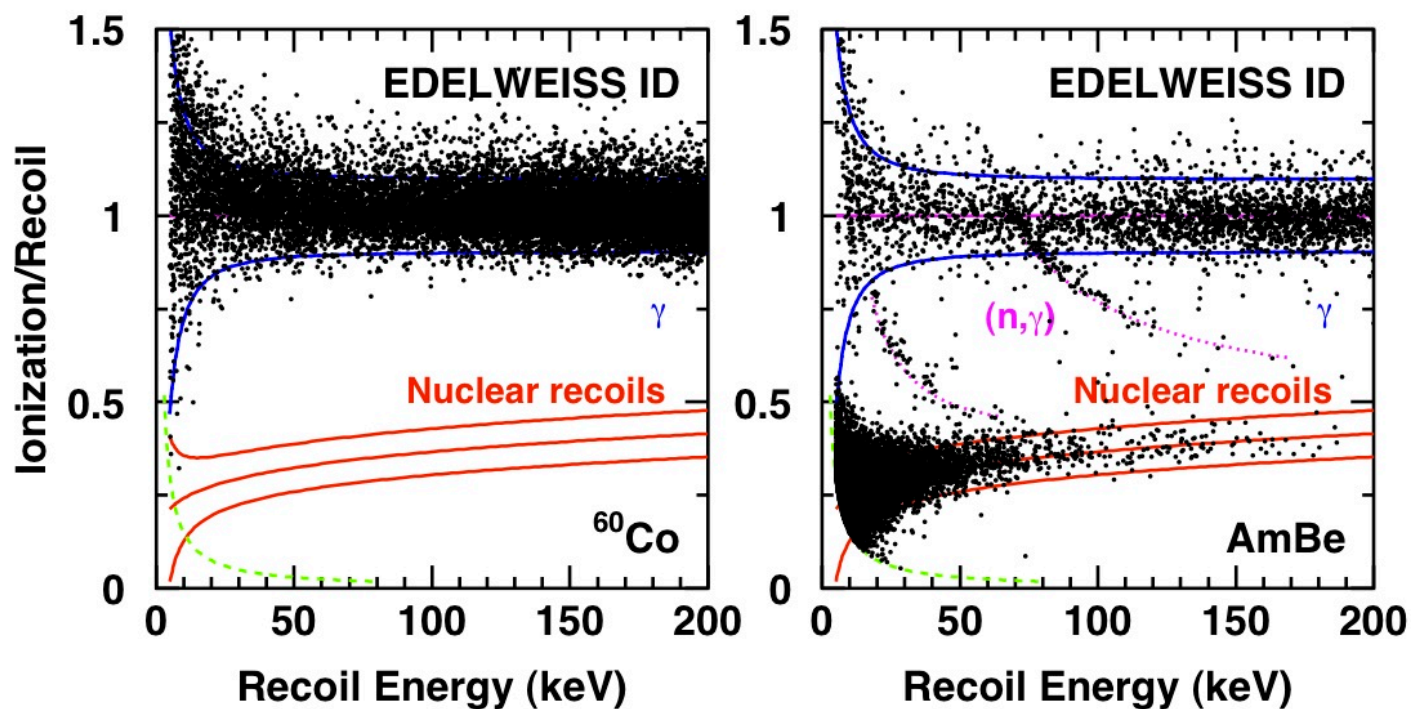 Ionization/Recoil
1.5
1
0.5
0
EDELWEISS ID
γ
Nuclear recoils
⁶⁰Co
0 50 100 150 200
Recoil Energy (keV)
1.5
1
0.5
0
EDELWEISS ID
(n,γ)
γ
Nuclear recoils
AmBe
0 50 100 150 200
Recoil Energy (keV)